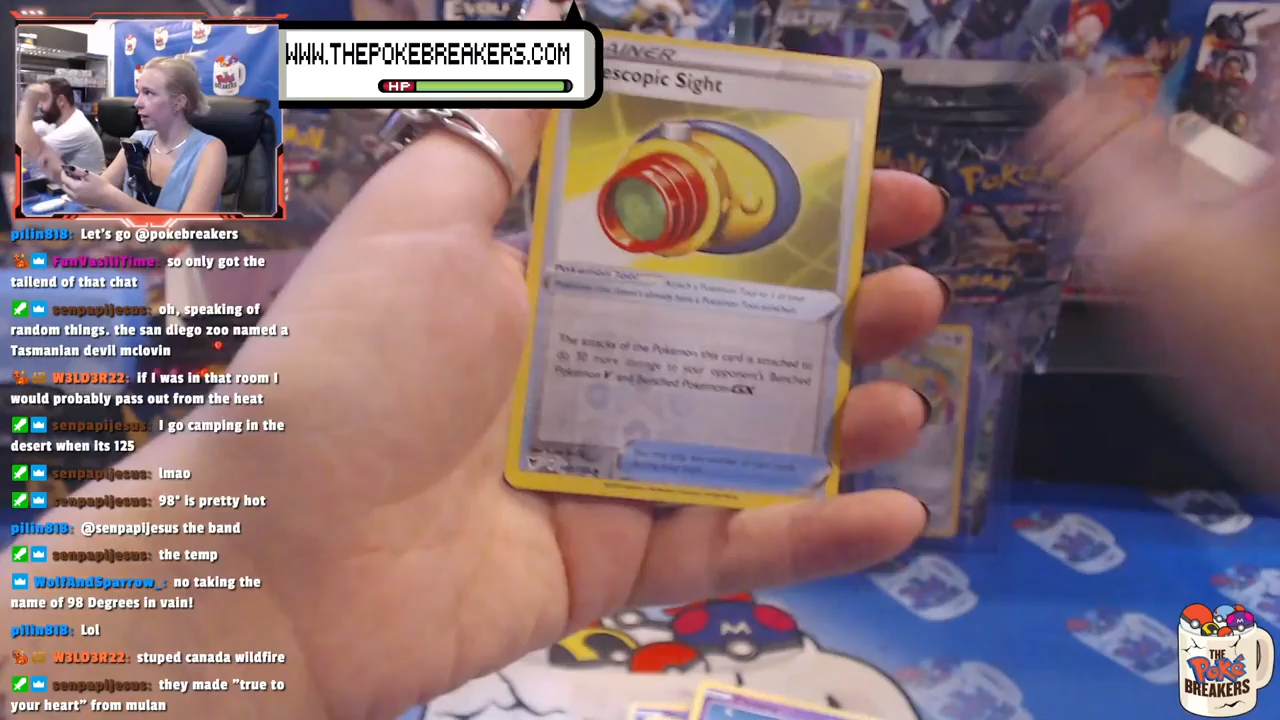 WWW.THEPOKEBREAKERS.COM
HP
pilin818: Let's go @pokebreakers
FunVasiliTime: so only got the
tailend of that chat
senpapijesus: oh, speaking of
random things. the san diego zoo named a
Tasmanian devil mclovin
W3LD3R22: if I was in that room I
would probably pass out from the heat
senpapijesus: I go camping in the
desert when its 125
senpapijesus: lmao
senpapijesus: 98° is pretty hot
pilin818: @senpapijesus the band
senpapijesus: the temp
WolfAndSparrow_: no taking the
name of 98 Degrees in vain!
pilin818: Lol
W3LD3R22: stuped canada wildfire
senpapijesus: they made "true to
your heart" from mulan
AINER
escopic Sight
Pokémon Tool
The attacks of the Pokémon this card is attached to
do 30 more damage to your opponent's Benched
Pokémon V and Benched Pokémon-GX
THE
Poké
BREAKERS